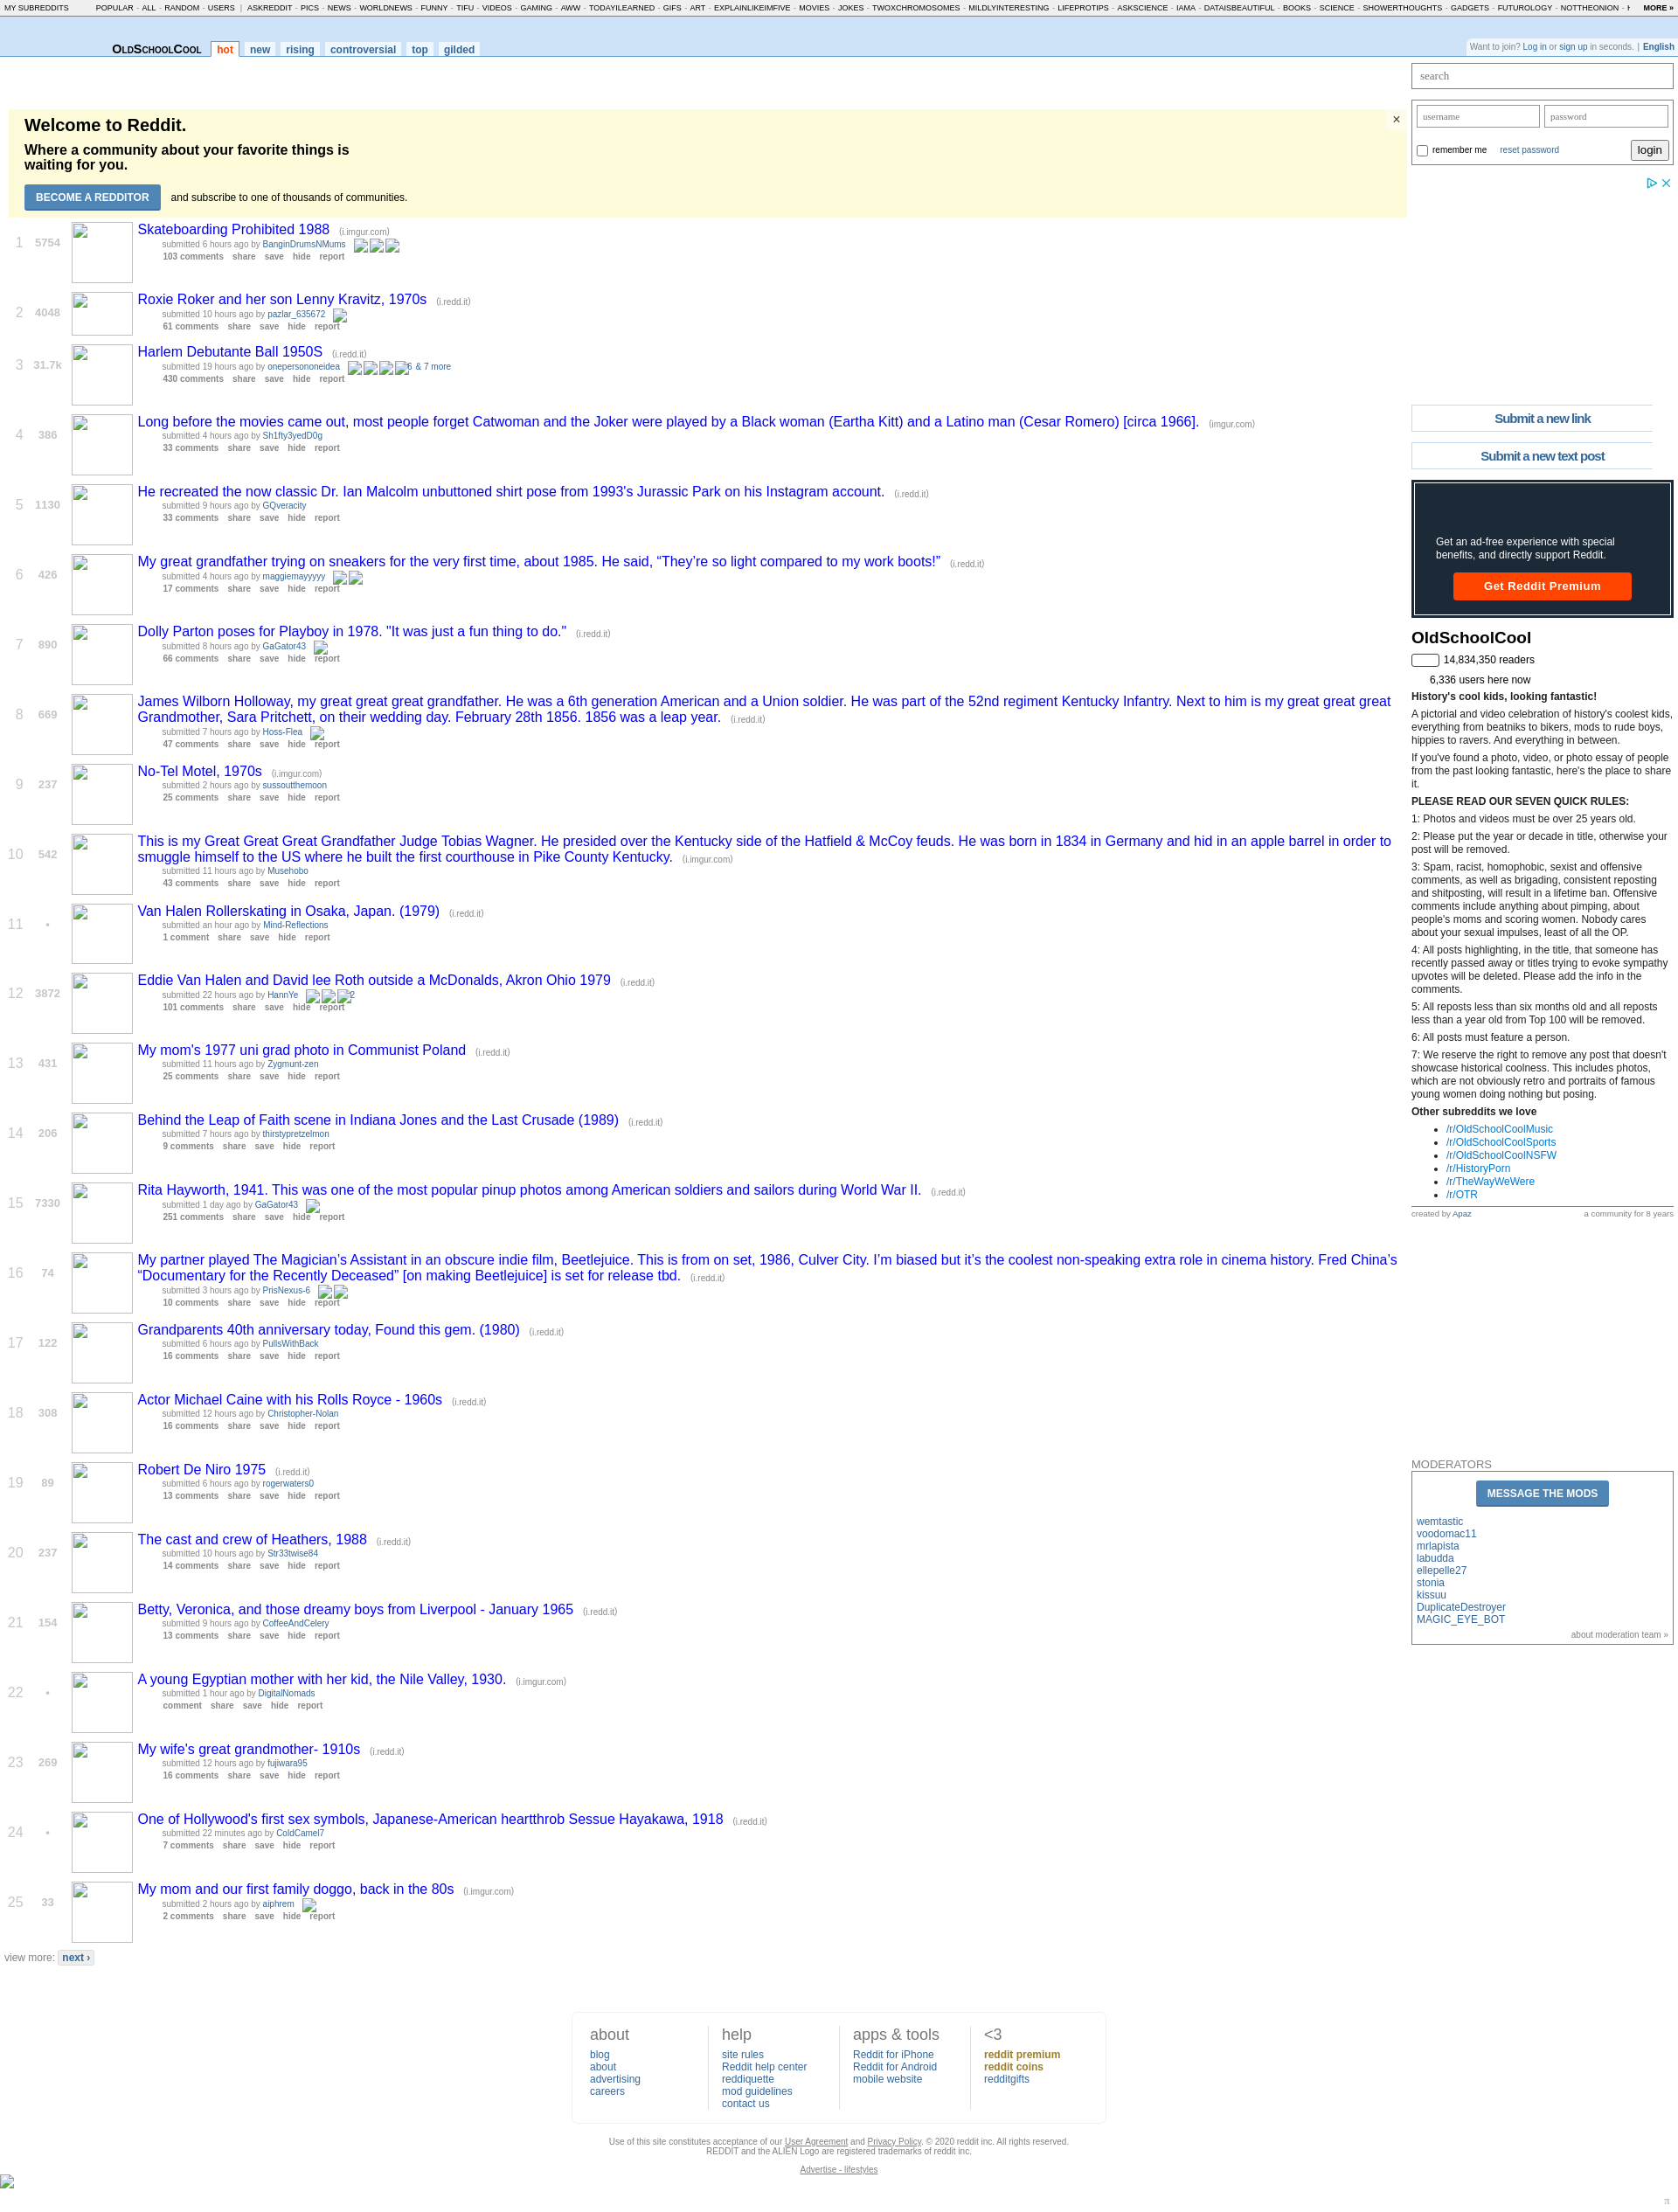 MY SUBREDDITS POPULAR - ALL - RANDOM - USERS | ASKREDDIT - PICS - NEWS - WORLDNEWS - FUNNY - TIFU - VIDEOS - GAMING - AWW - TODAYILEARNED - GIFS - ART - EXPLAINLIKEIMFIVE - MOVIES - JOKES - TWOXCHROMOSOMES - MILDLYINTERESTING - LIFEPROTIPS - ASKSCIENCE - IAMA - DATAISBEAUTIFUL - BOOKS - SCIENCE - SHOWERTHOUGHTS - GADGETS - FUTUROLOGY - NOTTHEONION - MORE »
OldSchoolCool hot new rising controversial top gilded
Want to join? Log in or sign up in seconds. | English
Welcome to Reddit.
×
Where a community about your favorite things is
waiting for you.
BECOME A REDDITOR and subscribe to one of thousands of communities.
1 5754 Skateboarding Prohibited 1988 (i.imgur.com)
submitted 6 hours ago by BanginDrumsNMums
103 comments share save hide report
2 4048 Roxie Roker and her son Lenny Kravitz, 1970s (i.redd.it)
submitted 10 hours ago by pazlar_635672
61 comments share save hide report
3 31.7k Harlem Debutante Ball 1950S (i.redd.it)
submitted 19 hours ago by onepersononeidea 6 & 7 more
430 comments share save hide report
4 386 Long before the movies came out, most people forget Catwoman and the Joker were played by a Black woman (Eartha Kitt) and a Latino man (Cesar Romero) [circa 1966]. (imgur.com)
submitted 4 hours ago by Sh1fty3yedD0g
33 comments share save hide report
5 1130 He recreated the now classic Dr. Ian Malcolm unbuttoned shirt pose from 1993's Jurassic Park on his Instagram account. (i.redd.it)
submitted 9 hours ago by GQveracity
33 comments share save hide report
6 426 My great grandfather trying on sneakers for the very first time, about 1985. He said, “They’re so light compared to my work boots!” (i.redd.it)
submitted 4 hours ago by maggiemayyyyy
17 comments share save hide report
7 890 Dolly Parton poses for Playboy in 1978. "It was just a fun thing to do." (i.redd.it)
submitted 8 hours ago by GaGator43
66 comments share save hide report
8 669 James Wilborn Holloway, my great great great grandfather. He was a 6th generation American and a Union soldier. He was part of the 52nd regiment Kentucky Infantry. Next to him is my great great great
Grandmother, Sara Pritchett, on their wedding day. February 28th 1856. 1856 was a leap year. (i.redd.it)
submitted 7 hours ago by Hoss-Flea
47 comments share save hide report
9 237 No-Tel Motel, 1970s (i.imgur.com)
submitted 2 hours ago by sussoutthemoon
25 comments share save hide report
10 542 This is my Great Great Great Grandfather Judge Tobias Wagner. He presided over the Kentucky side of the Hatfield & McCoy feuds. He was born in 1834 in Germany and hid in an apple barrel in order to
smuggle himself to the US where he built the first courthouse in Pike County Kentucky. (i.imgur.com)
submitted 11 hours ago by Musehobo
43 comments share save hide report
11 • Van Halen Rollerskating in Osaka, Japan. (1979) (i.redd.it)
submitted an hour ago by Mind-Reflections
1 comment share save hide report
12 3872 Eddie Van Halen and David lee Roth outside a McDonalds, Akron Ohio 1979 (i.redd.it)
submitted 22 hours ago by HannYe 2
101 comments share save hide report
13 431 My mom's 1977 uni grad photo in Communist Poland (i.redd.it)
submitted 11 hours ago by Zygmunt-zen
25 comments share save hide report
14 206 Behind the Leap of Faith scene in Indiana Jones and the Last Crusade (1989) (i.redd.it)
submitted 7 hours ago by thirstypretzelmon
9 comments share save hide report
15 7330 Rita Hayworth, 1941. This was one of the most popular pinup photos among American soldiers and sailors during World War II. (i.redd.it)
submitted 1 day ago by GaGator43
251 comments share save hide report
16 74 My partner played The Magician’s Assistant in an obscure indie film, Beetlejuice. This is from on set, 1986, Culver City. I’m biased but it’s the coolest non-speaking extra role in cinema history. Fred China’s
“Documentary for the Recently Deceased” [on making Beetlejuice] is set for release tbd. (i.redd.it)
submitted 3 hours ago by PrisNexus-6
10 comments share save hide report
17 122 Grandparents 40th anniversary today, Found this gem. (1980) (i.redd.it)
submitted 6 hours ago by PullsWithBack
16 comments share save hide report
18 308 Actor Michael Caine with his Rolls Royce - 1960s (i.redd.it)
submitted 12 hours ago by Christopher-Nolan
16 comments share save hide report
19 89 Robert De Niro 1975 (i.redd.it)
submitted 6 hours ago by rogerwaters0
13 comments share save hide report
20 237 The cast and crew of Heathers, 1988 (i.redd.it)
submitted 10 hours ago by Str33twise84
14 comments share save hide report
21 154 Betty, Veronica, and those dreamy boys from Liverpool - January 1965 (i.redd.it)
submitted 9 hours ago by CoffeeAndCelery
13 comments share save hide report
22 • A young Egyptian mother with her kid, the Nile Valley, 1930. (i.imgur.com)
submitted 1 hour ago by DigitalNomads
comment share save hide report
23 269 My wife's great grandmother- 1910s (i.redd.it)
submitted 12 hours ago by fujiwara95
16 comments share save hide report
24 • One of Hollywood's first sex symbols, Japanese-American heartthrob Sessue Hayakawa, 1918 (i.redd.it)
submitted 22 minutes ago by ColdCamel7
7 comments share save hide report
25 33 My mom and our first family doggo, back in the 80s (i.imgur.com)
submitted 2 hours ago by aiphrem
2 comments share save hide report
view more: next ›
search
username password
remember me reset password login
Submit a new link
Submit a new text post
Get an ad-free experience with special
benefits, and directly support Reddit.
Get Reddit Premium
OldSchoolCool
14,834,350 readers
6,336 users here now
History's cool kids, looking fantastic!
A pictorial and video celebration of history's coolest kids,
everything from beatniks to bikers, mods to rude boys,
hippies to ravers. And everything in between.
If you've found a photo, video, or photo essay of people
from the past looking fantastic, here's the place to share
it.
PLEASE READ OUR SEVEN QUICK RULES:
1: Photos and videos must be over 25 years old.
2: Please put the year or decade in title, otherwise your
post will be removed.
3: Spam, racist, homophobic, sexist and offensive
comments, as well as brigading, consistent reposting
and shitposting, will result in a lifetime ban. Offensive
comments include anything about pimping, about
people's moms and scoring women. Nobody cares
about your sexual impulses, least of all the OP.
4: All posts highlighting, in the title, that someone has
recently passed away or titles trying to evoke sympathy
upvotes will be deleted. Please add the info in the
comments.
5: All reposts less than six months old and all reposts
less than a year old from Top 100 will be removed.
6: All posts must feature a person.
7: We reserve the right to remove any post that doesn't
showcase historical coolness. This includes photos,
which are not obviously retro and portraits of famous
young women doing nothing but posing.
Other subreddits we love
/r/OldSchoolCoolMusic
/r/OldSchoolCoolSports
/r/OldSchoolCoolNSFW
/r/HistoryPorn
/r/TheWayWeWere
/r/OTR
created by Apaz a community for 8 years
MODERATORS
MESSAGE THE MODS
wemtastic
voodomac11
mrlapista
labudda
ellepelle27
stonia
kissuu
DuplicateDestroyer
MAGIC_EYE_BOT
about moderation team »
about
blog
about
advertising
careers
help
site rules
Reddit help center
reddiquette
mod guidelines
contact us
apps & tools
Reddit for iPhone
Reddit for Android
mobile website
<3
reddit premium
reddit coins
redditgifts
Use of this site constitutes acceptance of our User Agreement and Privacy Policy. © 2020 reddit inc. All rights reserved.
REDDIT and the ALIEN Logo are registered trademarks of reddit inc.
Advertise - lifestyles
π